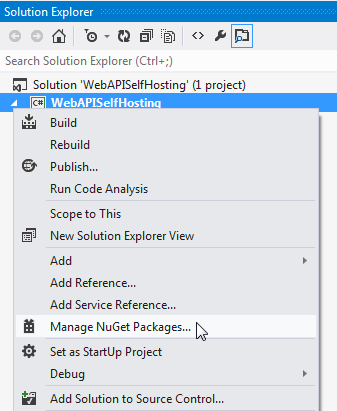 Solution Explorer
Search Solution Explorer (Ctrl+;)
Solution 'WebAPISelfHosting' (1 project)
C# WebAPISelfHosting
Build
Rebuild
Publish...
Run Code Analysis
Scope to This
New Solution Explorer View
Add
Add Reference...
Add Service Reference...
Manage NuGet Packages...
Set as StartUp Project
Debug
Add Solution to Source Control...